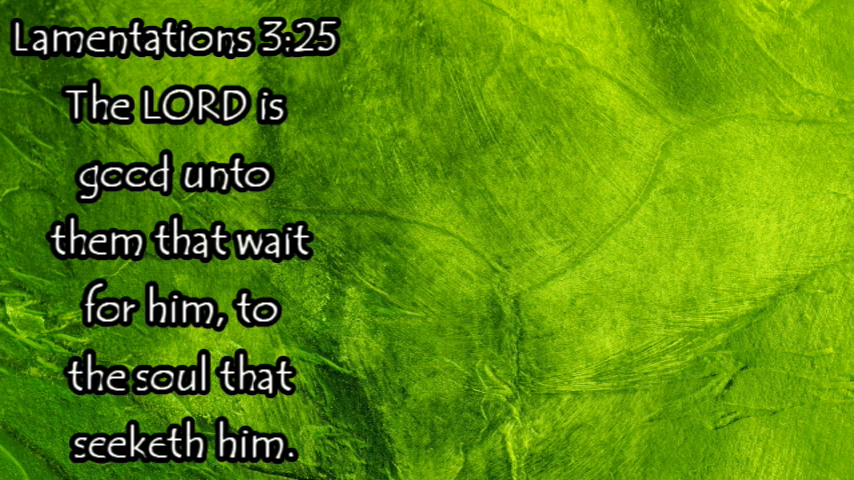 Lamentations 3:25
The LORD is
good unto
them that wait
for him, to
the soul that
seeketh him.